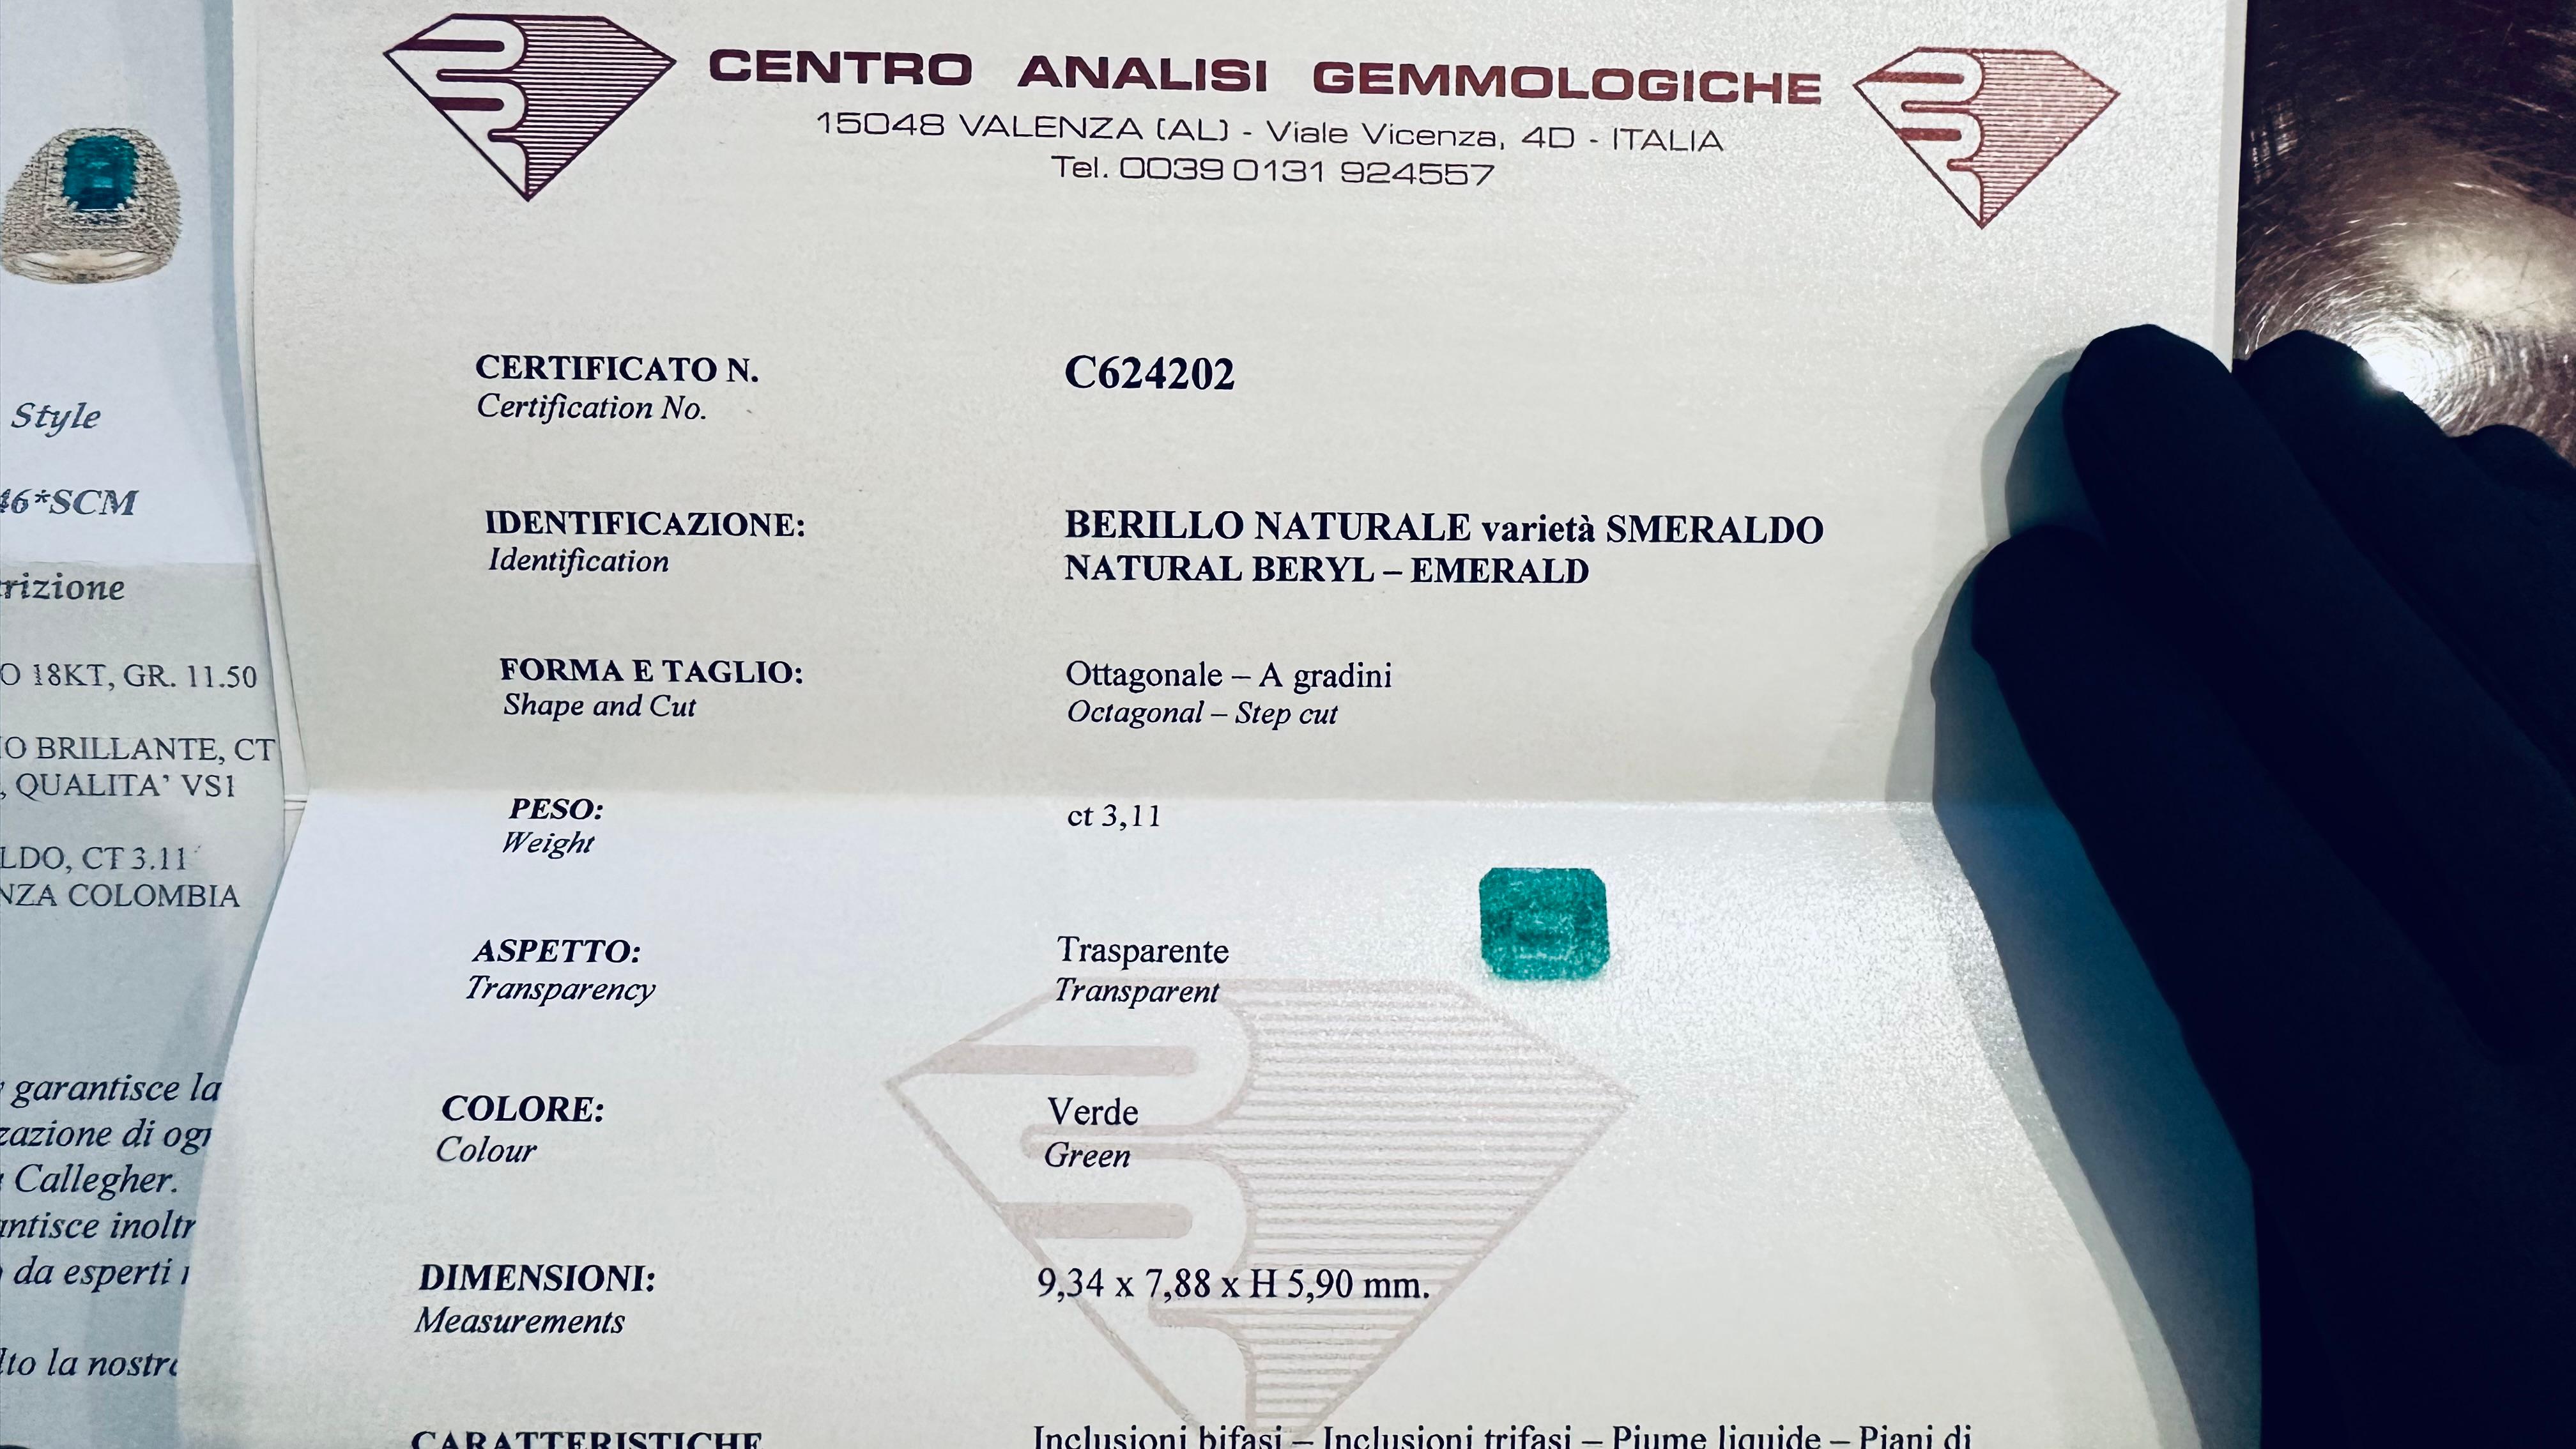 CENTRO ANALISI GEMMOLOGICHE
15048 VALENZA (AL) - Viale Vicenza, 4D - ITALIA
Tel. 0039 0131 924557
CERTIFICATO N.
C624202
Certification No.
IDENTIFICAZIONE:
BERILLO NATURALE varietà SMERALDO
Identification
NATURAL BERYL – EMERALD
FORMA E TAGLIO:
Ottagonale – A gradini
Shape and Cut
Octagonal – Step cut
PESO:
ct 3,11
Weight
ASPETTO:
Trasparente
Transparency
Transparent
COLORE:
Verde
Colour
Green
DIMENSIONI:
9,34 x 7,88 x H 5,90 mm.
Measurements
CARATTERISTICHE
Inclusioni bifasi – Inclusioni trifasi – Piume liquide – Piani di
Style
46*SCM
rizione
O 18KT, GR. 11.50
O BRILLANTE, CT
, QUALITA’ VS1
LDO, CT 3.11
NZA COLOMBIA
garantisce la
zazione di ogn
Callegher.
antisce inoltr
da esperti
lto la nostra